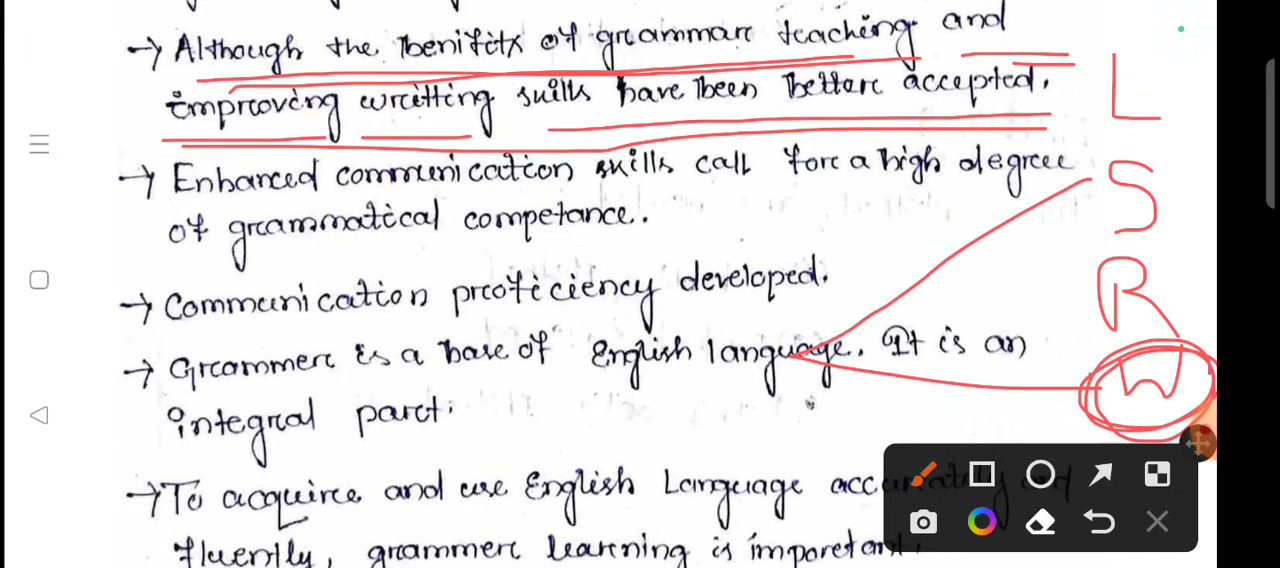 → Although the benifits of grammar teaching and
improving writting skills have been better accepted.
→ Enhanced communication skills call for a high degree
of grammatical competance..
→ Communication proficiency developed.
→ Grammer is a base of English language. It is an
integral part.
→ To acquire and use English Language
fluently, grammer learning is important.
L
S
R
W